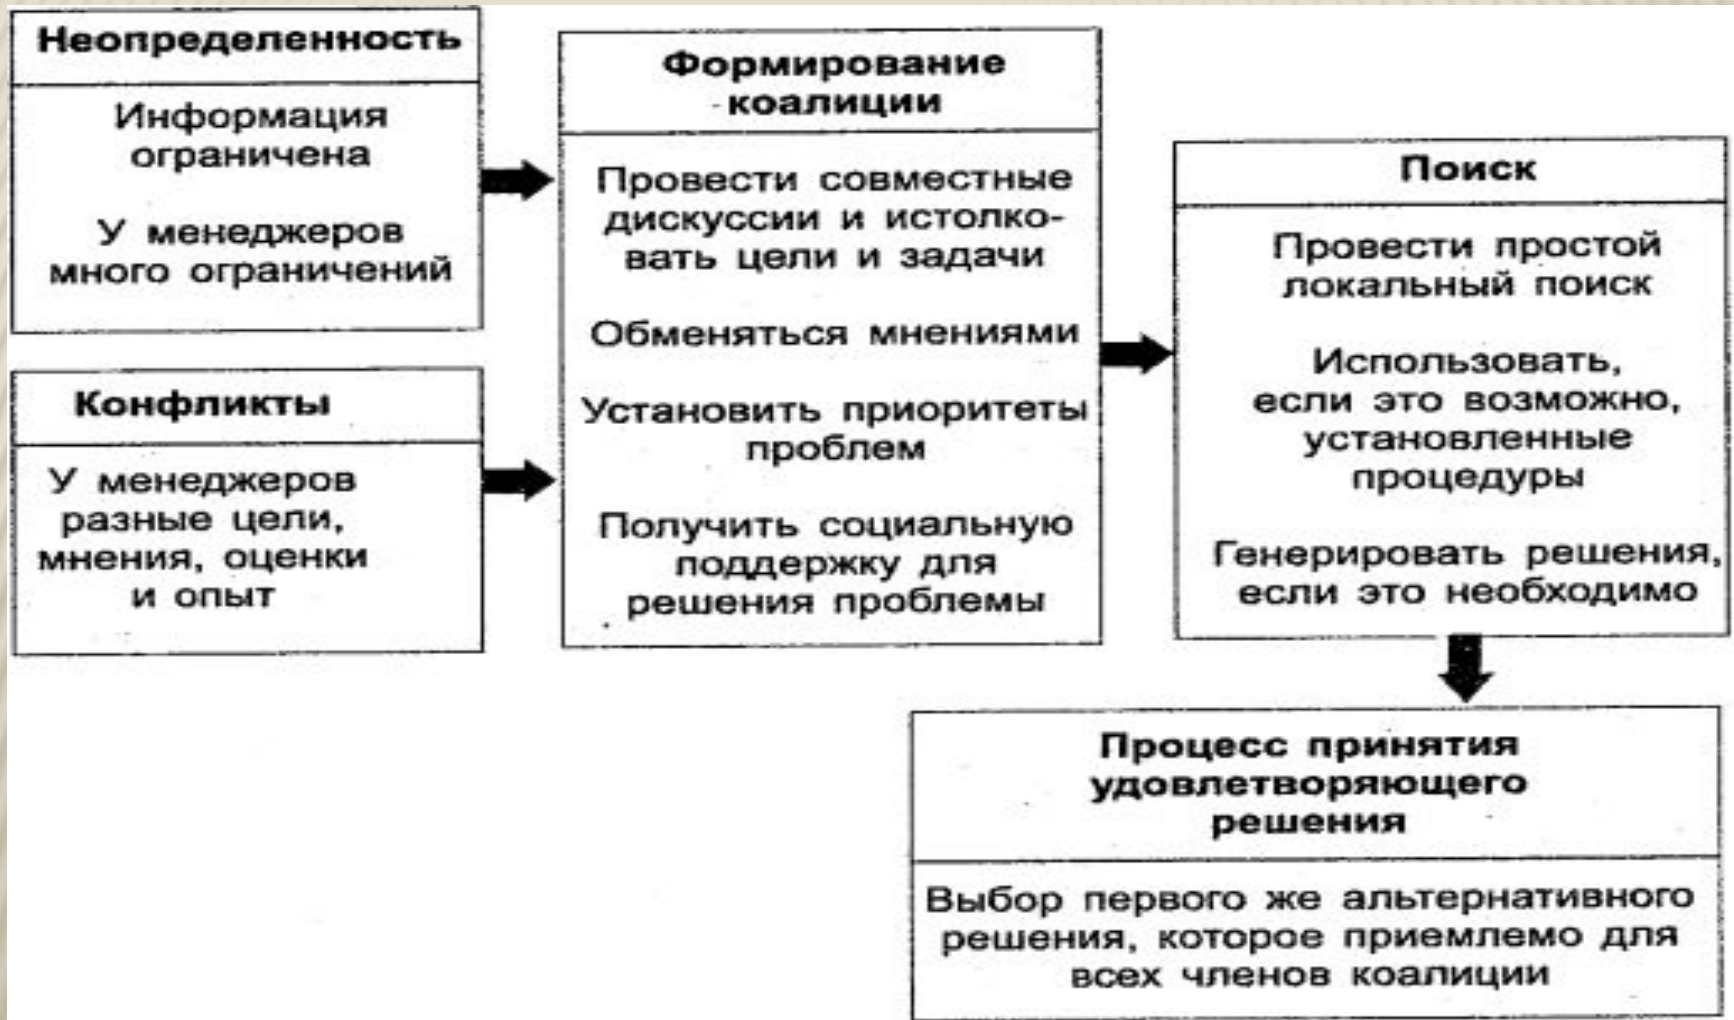 Неопределенность
Информация
ограничена
У менеджеров
много ограничений
Конфликты
У менеджеров
разные цели,
мнения, оценки
и опыт
Формирование
коалиции
Провести совместные
дискуссии и истолко-
вать цели и задачи
Обменяться мнениями
Установить приоритеты
проблем
Получить социальную
поддержку для
решения проблемы
Поиск
Провести простой
локальный поиск
Использовать,
если это возможно,
установленные
процедуры
Генерировать решения,
если это необходимо
Процесс принятия
удовлетворяющего
решения
Выбор первого же альтернативного
решения, которое приемлемо для
всех членов коалиции